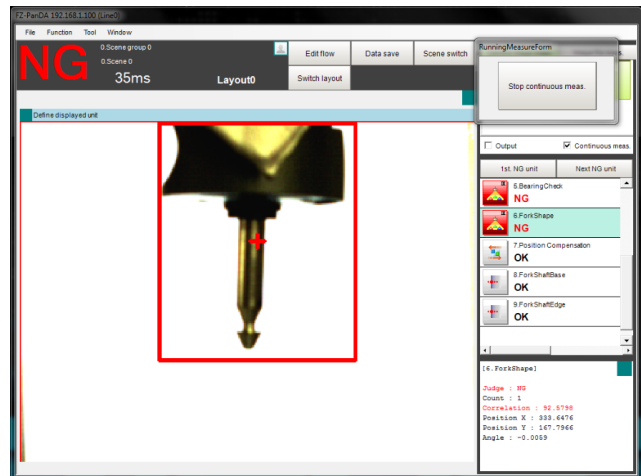 FZ-PanDA 192.168.1.100 (Line0)
File Function Tool Window
NG
0.Scene group 0
0.Scene 0
35ms
Layout0
Edit flow
Data save
Scene switch
Switch layout
RunningMeasureForm
Stop continuous meas.
Define displayed unit
Output
Continuous meas.
1st. NG unit
Next NG unit
5.BearingCheck
NG
6.ForkShape
NG
7.Position Compensation
OK
8.ForkShaftBase
OK
9.ForkShaftEdge
OK
[6.ForkShape]
Judge : NG
Count : 1
Correlation : 92.5798
Position X : 333.6476
Position Y : 167.7966
Angle : -0.0059